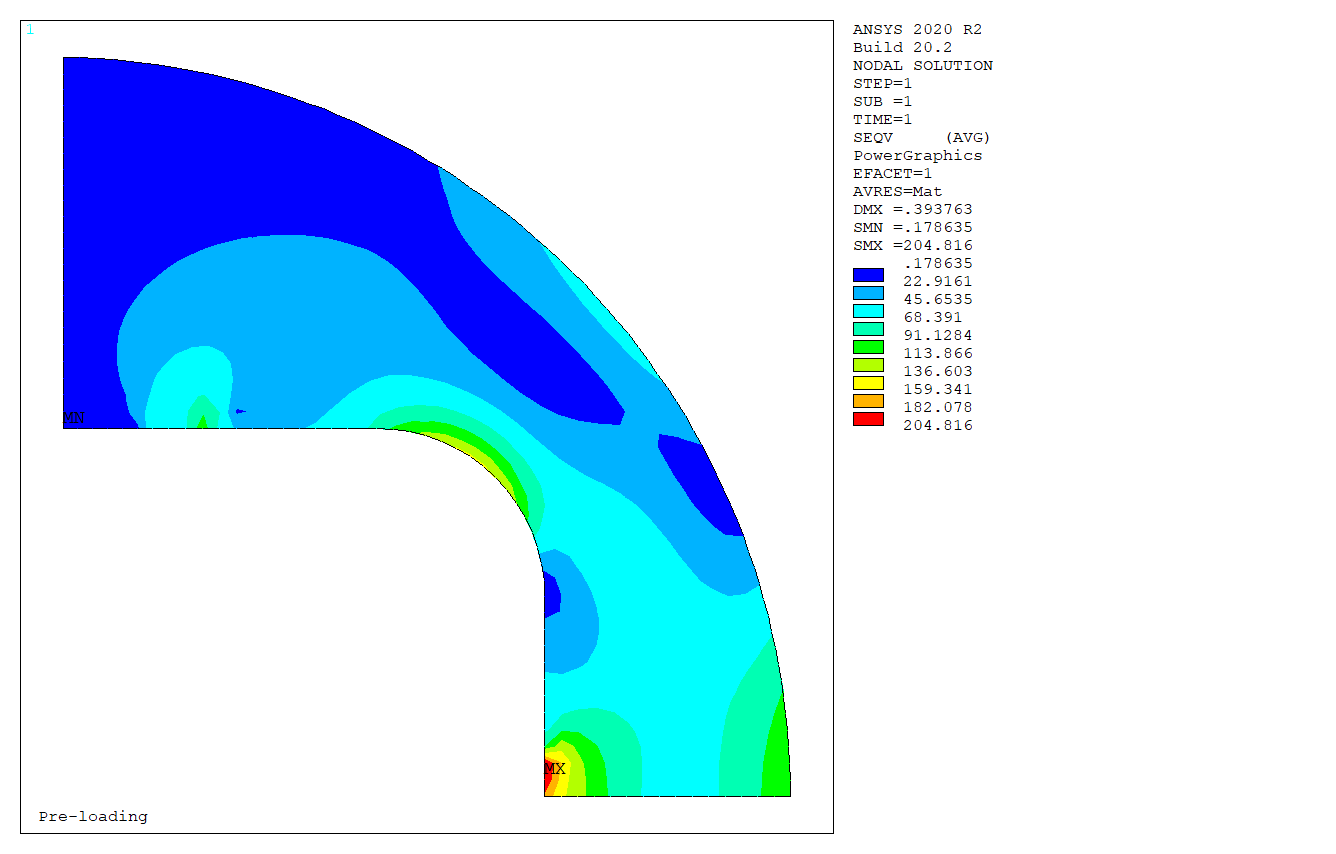 1
ANSYS 2020 R2
Build 20.2
NODAL SOLUTION
STEP=1
SUB =1
TIME=1
SEQV     (AVG)
PowerGraphics
EFACET=1
AVRES=Mat
DMX =.393763
SMN =.178635
SMX =204.816
.178635
22.9161
45.6535
68.391
91.1284
113.866
136.603
159.341
182.078
204.816
MN
MX
Pre-loading